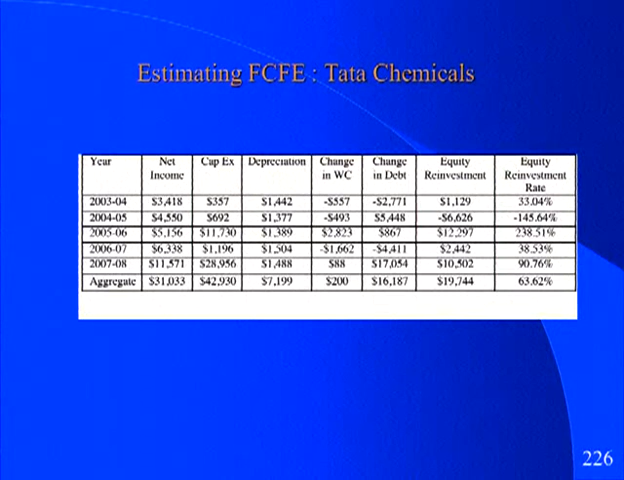 Estimating FCFE : Tata Chemicals
Year Net Income Cap Ex Depreciation Change in WC Change in Debt Equity Reinvestment Equity Reinvestment Rate
2003-04 $3,418 $357 $1,442 -$557 -$2,771 $1,129 33.04%
2004-05 $4,550 $692 $1,377 -$493 $5,448 -$6,626 -145.64%
2005-06 $5,156 $11,730 $1,389 $2,823 $867 $12,297 238.51%
2006-07 $6,338 $1,196 $1,504 -$1,662 -$4,411 $2,442 38.53%
2007-08 $11,571 $28,956 $1,488 $88 $17,054 $10,502 90.76%
Aggregate $31,033 $42,930 $7,199 $200 $16,187 $19,744 63.62%
226